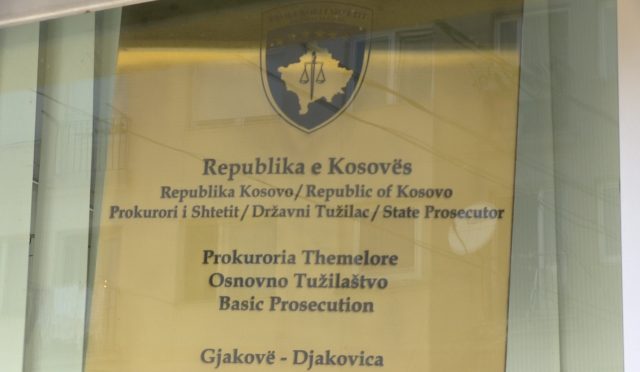 Republika e Kosovës
Republika Kosovo/Republic of Kosovo
Prokurori i Shtetit/Državni Tužilac/State Prosecutor
Prokuroria Themelore
Osnovno Tužilaštvo
Basic Prosecution
Gjakovë - Djakovica